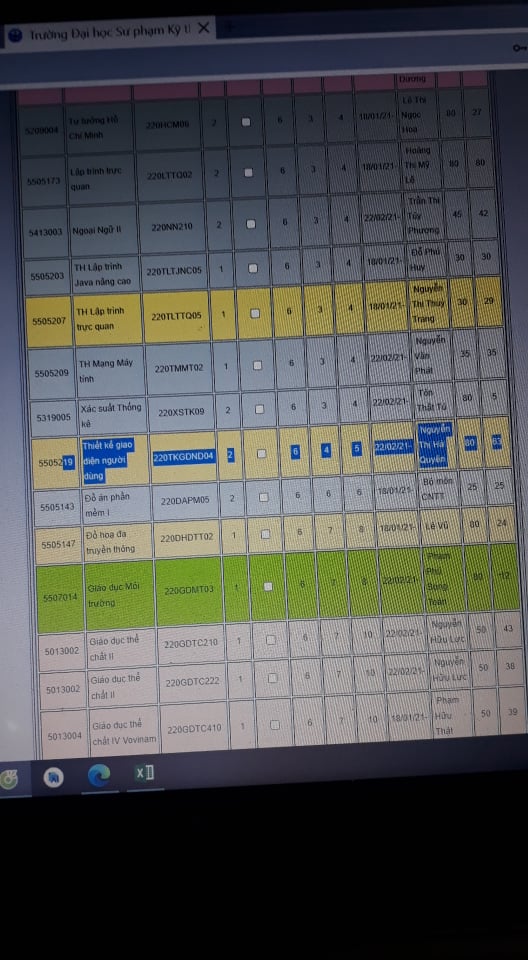 Trường Đại học Sư phạm Kỹ t
Dương
5209004 Tư tưởng Hồ Chí Minh 220HCM06 2 6 3 4 18/01/21- Lê Thị Ngọc Hoa 80 27
5505173 Lập trình trực quan 220LTTQ02 2 6 3 4 18/01/21- Hoàng Thị Mỹ Lệ 80 80
5413003 Ngoại Ngữ II 220NN210 2 6 3 4 22/02/21- Trần Thị Túy Phượng 45 42
5505203 TH Lập trình Java nâng cao 220TLTJNC05 1 6 3 4 18/01/21- Đỗ Phú Huy 30 30
5505207 TH Lập trình trực quan 220TLTTQ05 1 6 3 4 18/01/21- Nguyễn Thị Thuỳ Trang 30 29
5505209 TH Mạng Máy tính 220TMMT02 1 6 3 4 22/02/21- Nguyễn Văn Phát 35 35
5319005 Xác suất Thống kê 220XSTK09 2 6 3 4 22/02/21- Tôn Thất Tú 80 5
5505219 Thiết kế giao diện người dùng 220TKGDND04 2 6 4 5 22/02/21- Nguyễn Thị Hà Quyên 80 83
5505143 Đồ án phần mềm I 220DAPM05 2 6 6 6 18/01/21- Bộ môn CNTT 25 25
5505147 Đồ hoạ đa truyền thông 220DHDTT02 1 6 7 8 18/01/21- Lê Vũ 80 24
5507014 Giáo dục Môi trường 220GDMT03 1 6 7 8 22/02/21- Phạm Phú Song Toàn 80 -12
5013002 Giáo dục thể chất II 220GDTC210 1 6 7 10 22/02/21- Nguyễn Hữu Lực 50 43
5013002 Giáo dục thể chất II 220GDTC222 1 6 7 10 22/02/21- Nguyễn Hữu Lực 50 38
5013004 Giáo dục thể chất IV Vovinam 220GDTC410 1 6 7 10 18/01/21- Phạm Hữu Thật 50 39